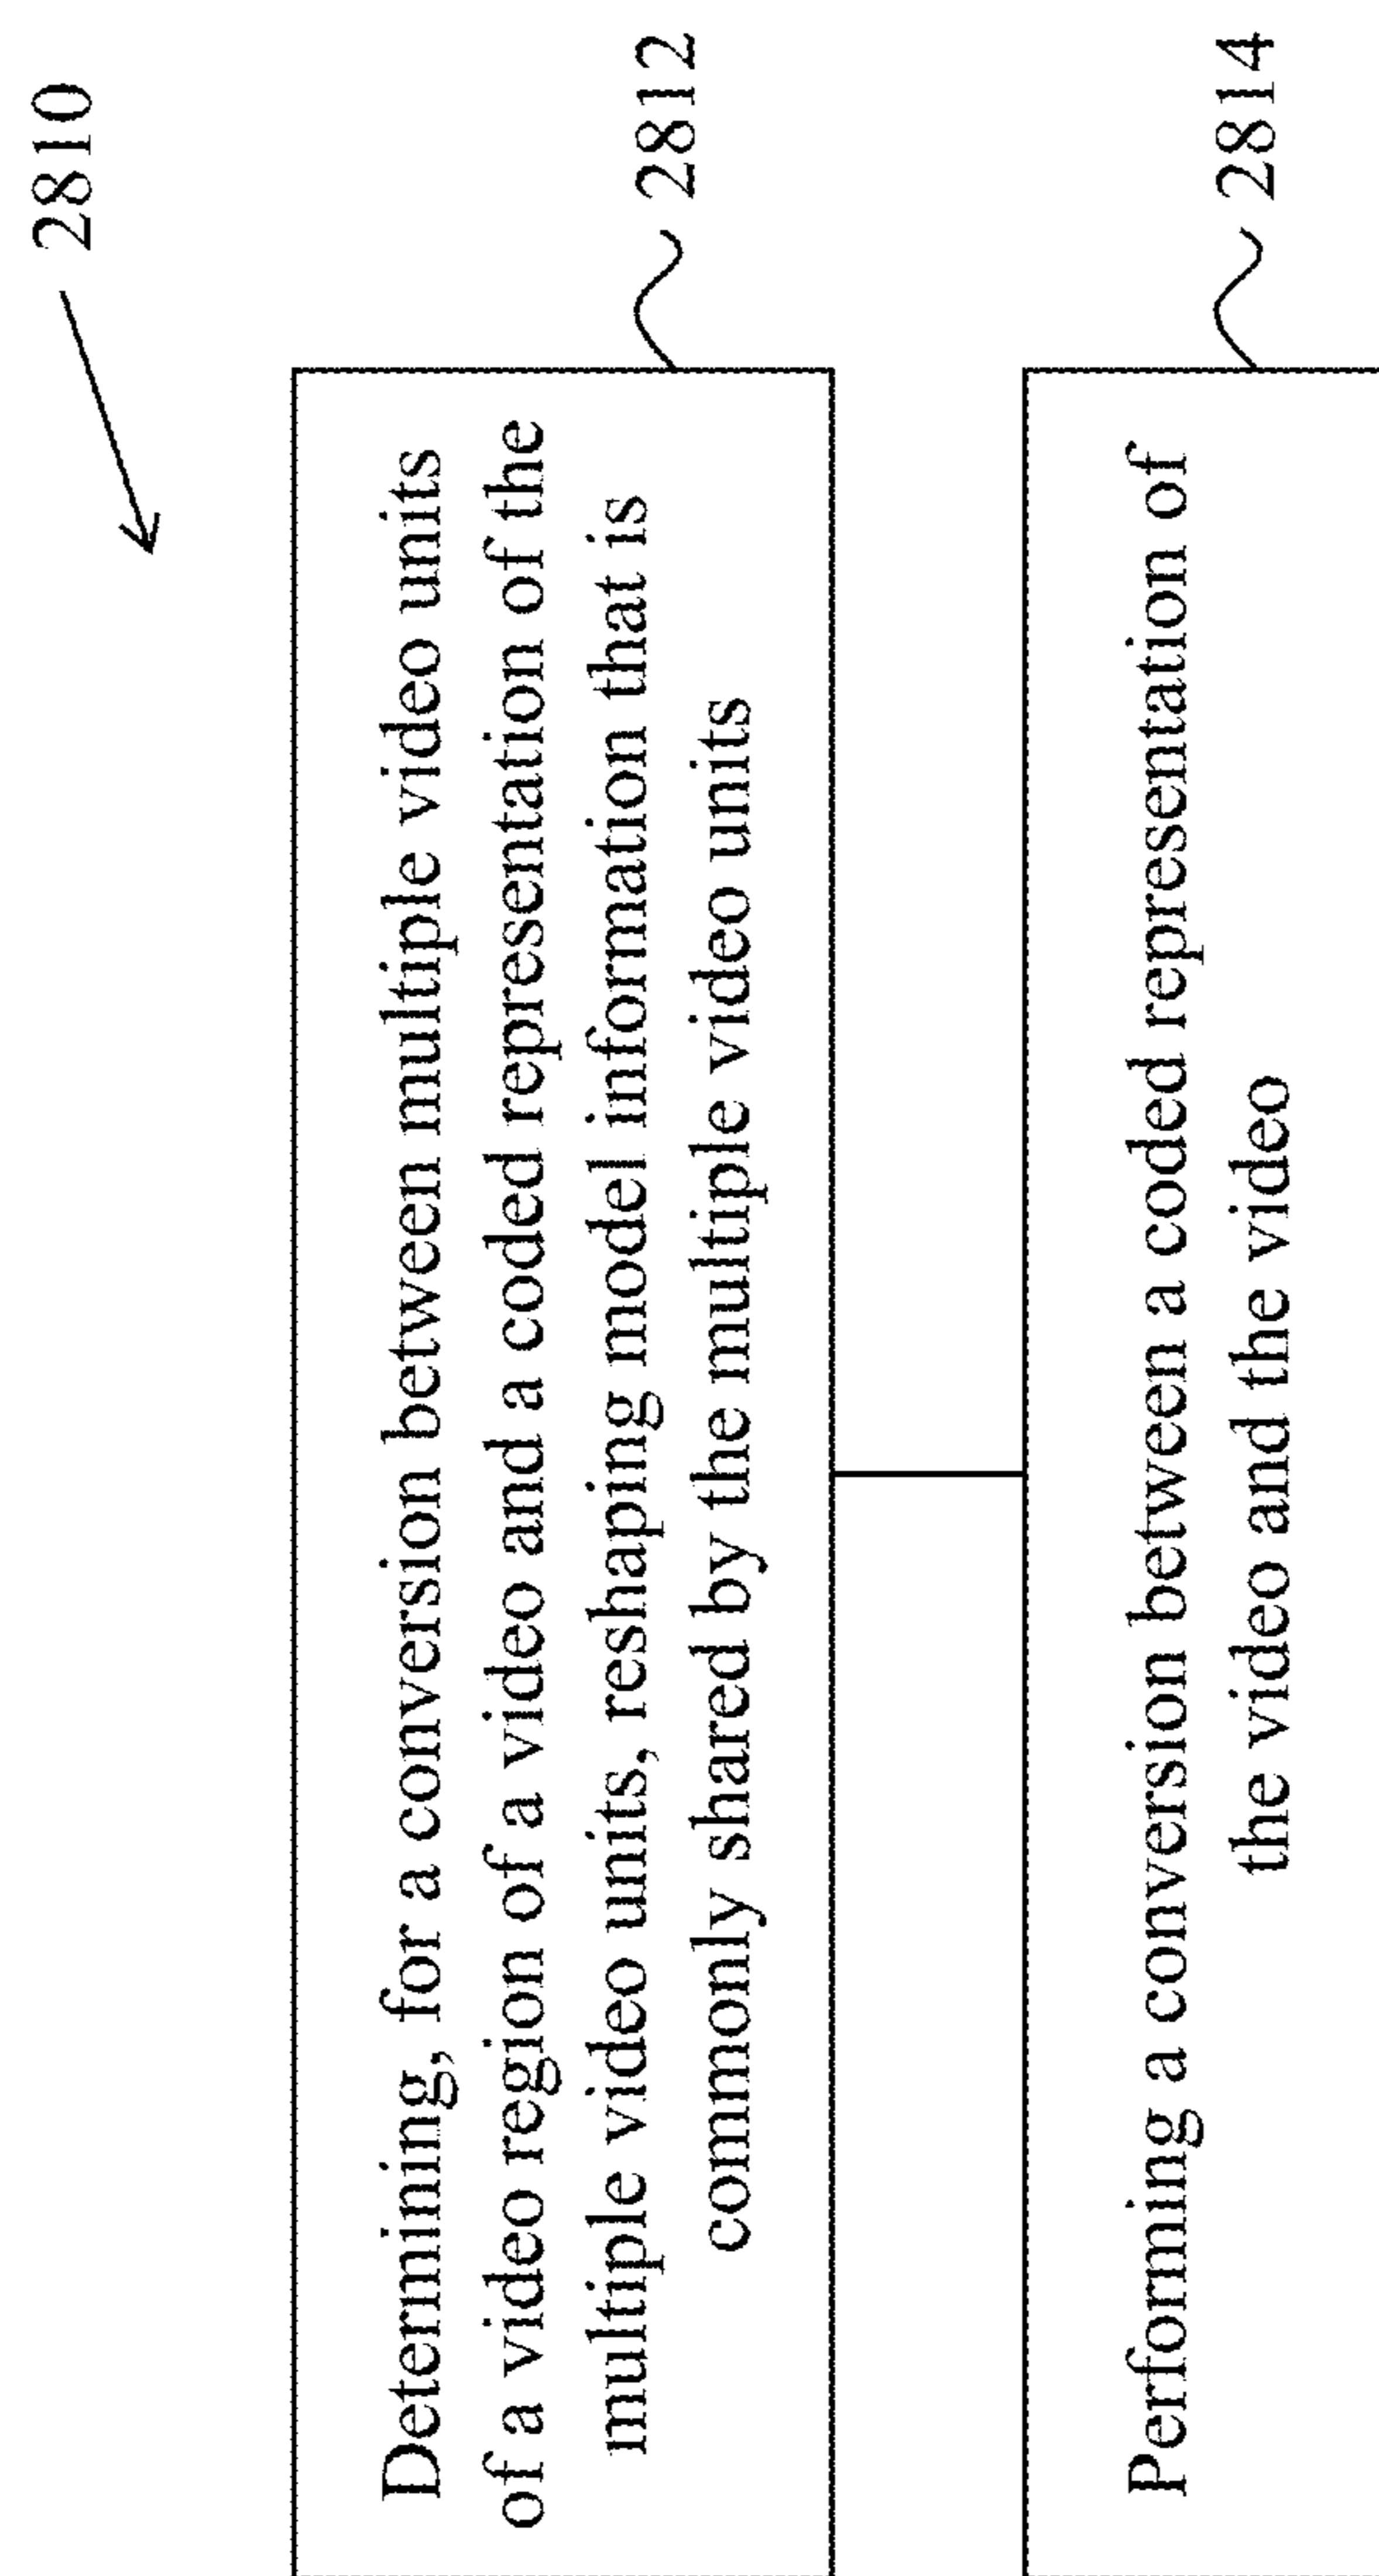 2810
Determining, for a conversion between multiple video units
of a video region of a video and a coded representation of the
multiple video units, reshaping model information that is
commonly shared by the multiple video units
2812
Performing a conversion between a coded representation of
the video and the video
2814